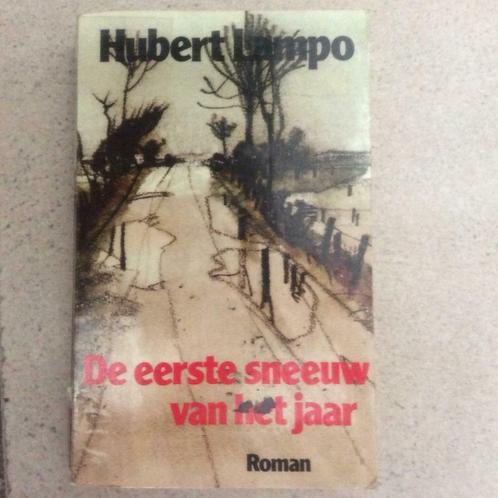 Hubert Lampo
De eerste sneeuw
van het jaar
Roman